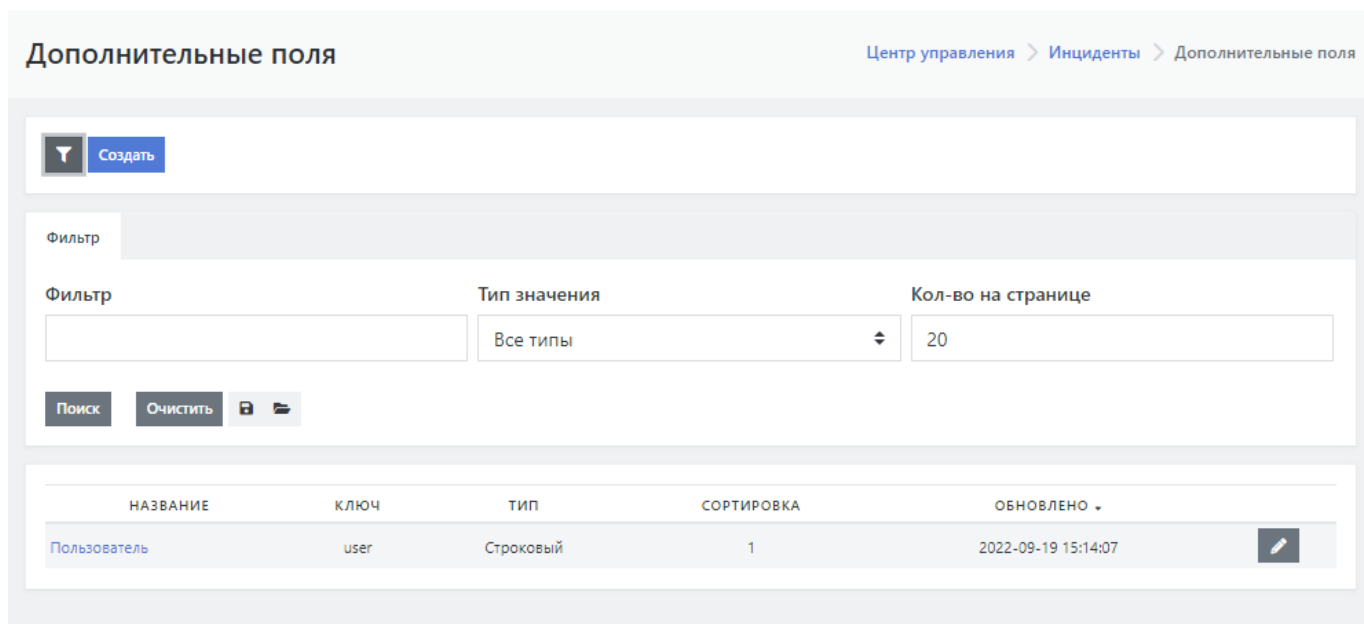 Дополнительные поля
Центр управления > Инциденты > Дополнительные поля
Создать
Фильтр
Фильтр Тип значения Кол-во на странице
Все типы 20
Поиск Очистить
НАЗВАНИЕ КЛЮЧ ТИП СОРТИРОВКА ОБНОВЛЕНО
Пользователь user Строковый 1 2022-09-19 15:14:07